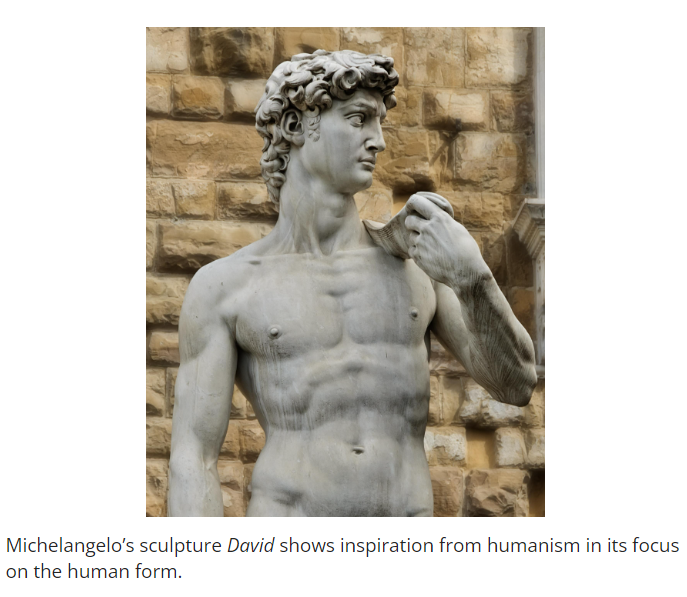 Michelangelo’s sculpture David shows inspiration from humanism in its focus
on the human form.